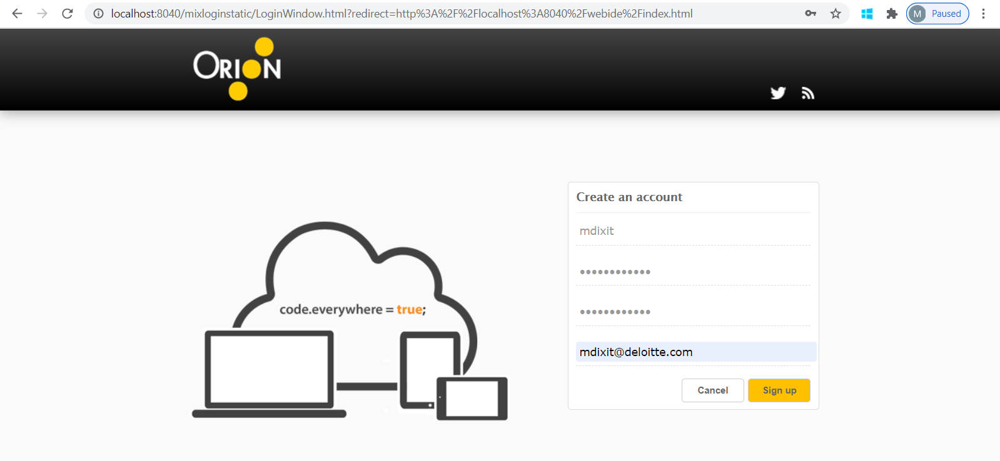 localhost:8040/mixloginstatic/LoginWindow.html?redirect=http%3A%2F%2Flocalhost%3A8040%2Fwebide%2Findex.html
M Paused
ORION
Create an account
mdixit
••••••••••••
••••••••••••
code.everywhere = true;
mdixit@deloitte.com
Cancel Sign up